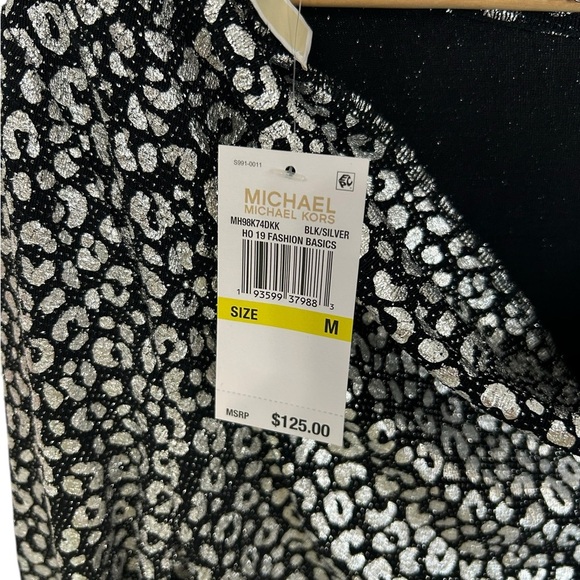 S991-0011
MICHAEL
MICHAEL KORS
MH98K74DKK BLK/SILVER
HO 19 FASHION BASICS
1 93599 37988 3
SIZE M
MSRP $125.00